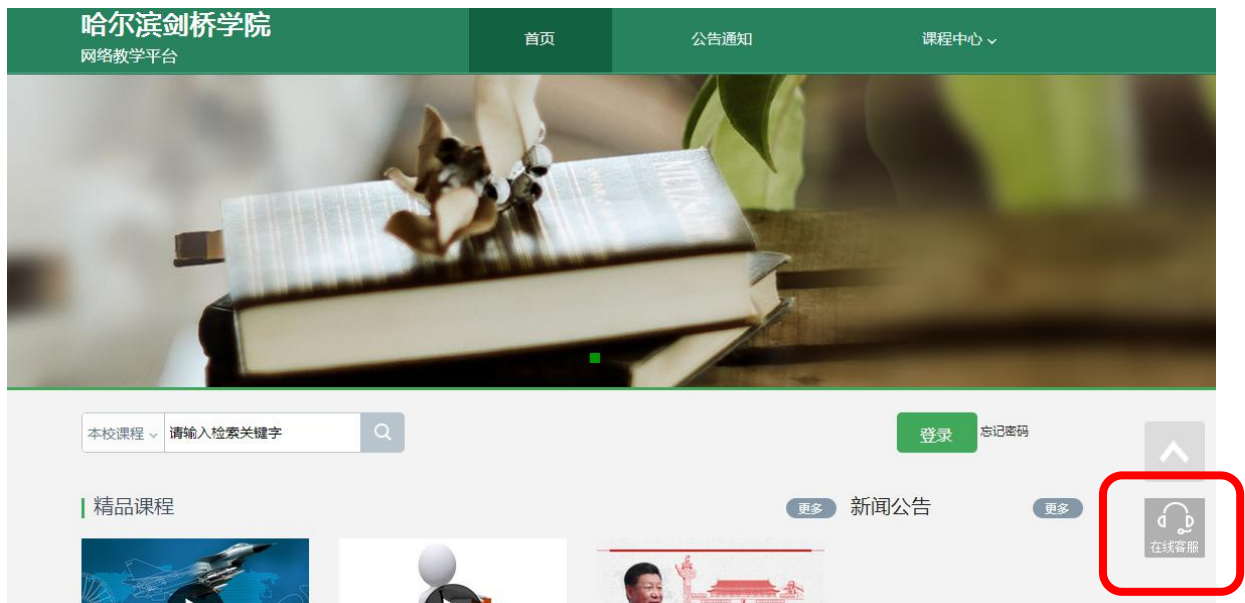 哈尔滨剑桥学院
网络教学平台
首页
公告通知
课程中心
本校课程
请输入检索关键字
登录
忘记密码
精品课程
更多
新闻公告
更多
在线客服